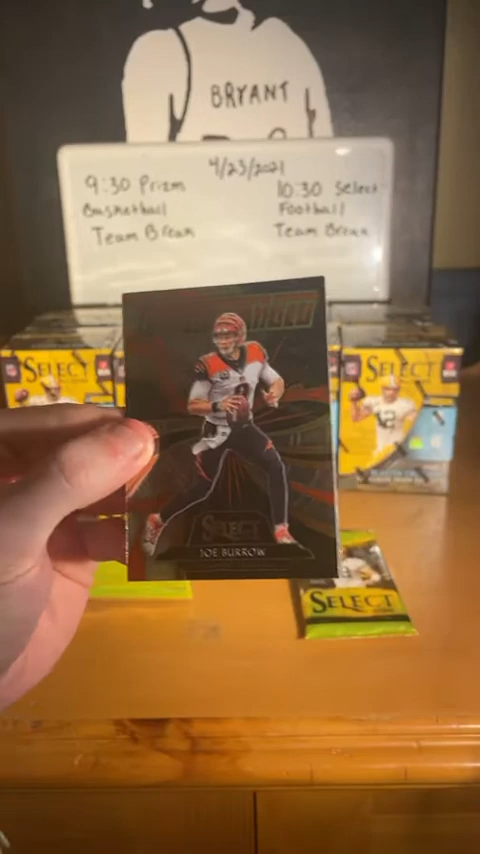 BRYANT
4/23/2021
9:30 Prizm
Basketball
Team Break
10:30 Select
Football
Team Break
SELECT
SELECT
12
SELECT
JOE BURROW
SELECT